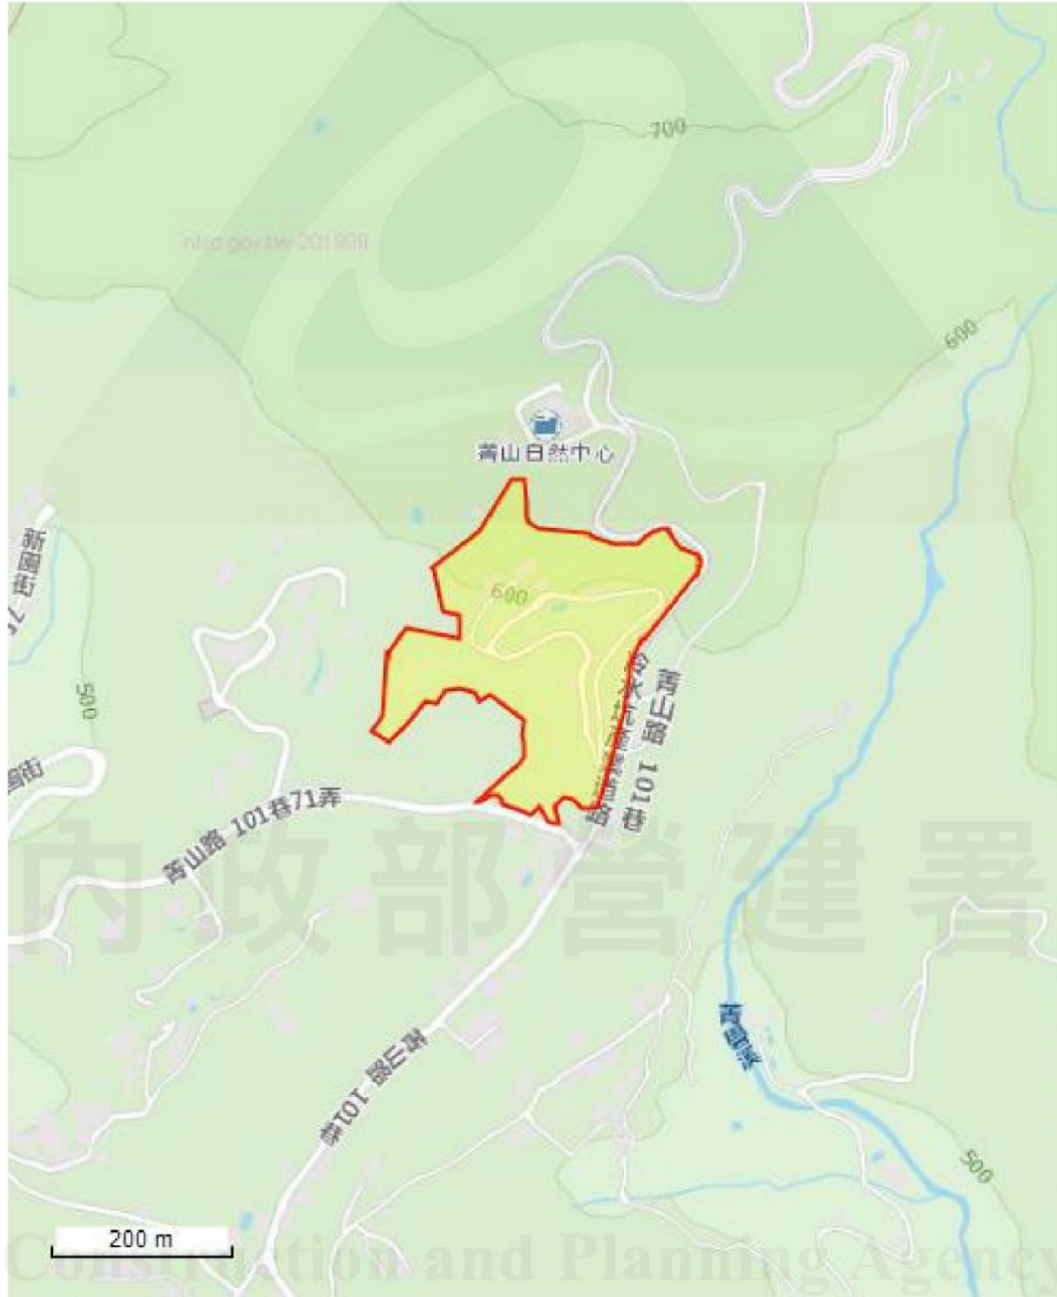 700
nlsc.gov.tw 201909
600
菁山自然中心
新園街
600
500
菁山路 101巷
菁山路 101巷71弄
內政部營建署
菁山路 101巷
菁礐溪
500
200 m
Construction and Planning Agency